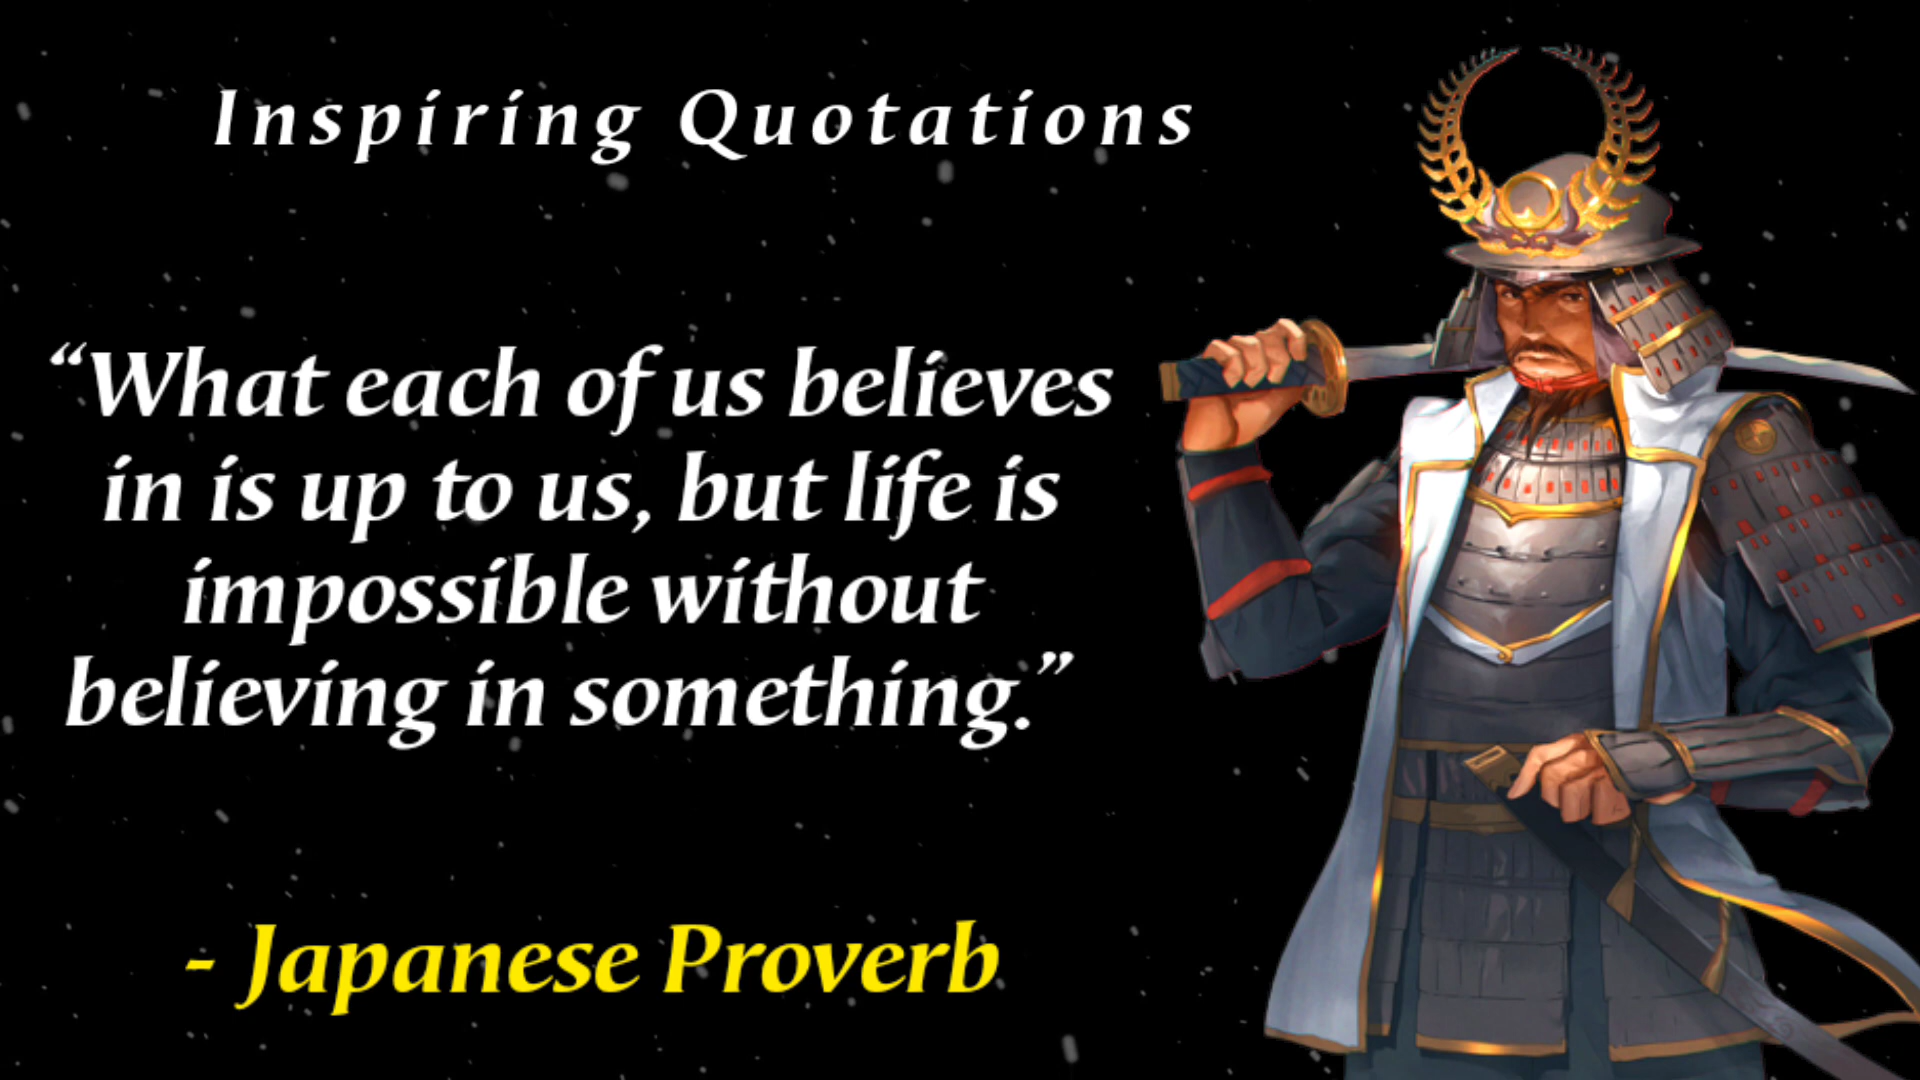 Inspiring Quotations
“What each of us believes
in is up to us, but life is
impossible without
believing in something.”
- Japanese Proverb